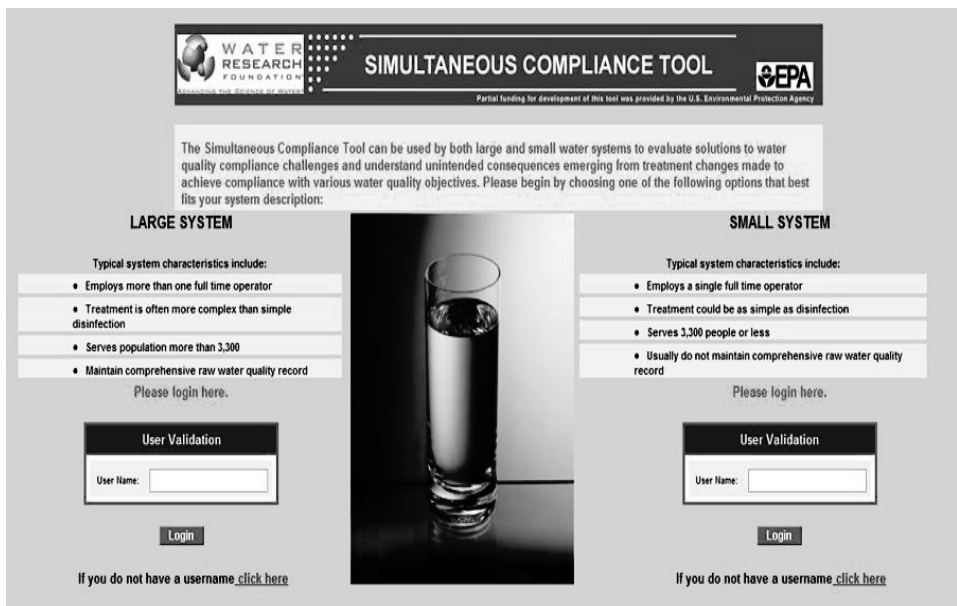 WATER
RESEARCH
FOUNDATION
ADVANCING THE SCIENCE OF WATER
SIMULTANEOUS COMPLIANCE TOOL
EPA
Partial funding for development of this tool was provided by the U.S. Environmental Protection Agency
The Simultaneous Compliance Tool can be used by both large and small water systems to evaluate solutions to water
quality compliance challenges and understand unintended consequences emerging from treatment changes made to
achieve compliance with various water quality objectives. Please begin by choosing one of the following options that best
fits your system description:
LARGE SYSTEM
Typical system characteristics include:
• Employs more than one full time operator
• Treatment is often more complex than simple
disinfection
• Serves population more than 3,300
• Maintain comprehensive raw water quality record
Please login here.
User Validation
User Name:
Login
If you do not have a username click here
SMALL SYSTEM
Typical system characteristics include:
• Employs a single full time operator
• Treatment could be as simple as disinfection
• Serves 3,300 people or less
• Usually do not maintain comprehensive raw water quality
record
Please login here.
User Validation
User Name:
Login
If you do not have a username click here